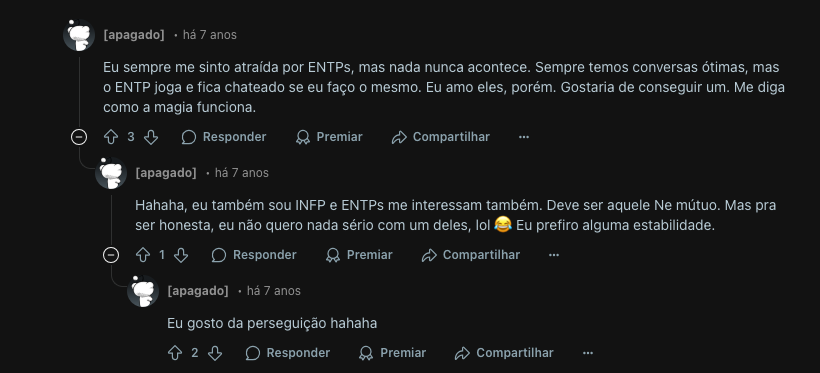 [apagado] • há 7 anos
Eu sempre me sinto atraída por ENTPs, mas nada nunca acontece. Sempre temos conversas ótimas, mas
o ENTP joga e fica chateado se eu faço o mesmo. Eu amo eles, porém. Gostaria de conseguir um. Me diga
como a magia funciona.
3 Responder Premiar Compartilhar ...
[apagado] • há 7 anos
Hahaha, eu também sou INFP e ENTPs me interessam também. Deve ser aquele Ne mútuo. Mas pra
ser honesta, eu não quero nada sério com um deles, lol 😂 Eu prefiro alguma estabilidade.
1 Responder Premiar Compartilhar ...
[apagado] • há 7 anos
Eu gosto da perseguição hahaha
2 Responder Premiar Compartilhar ...